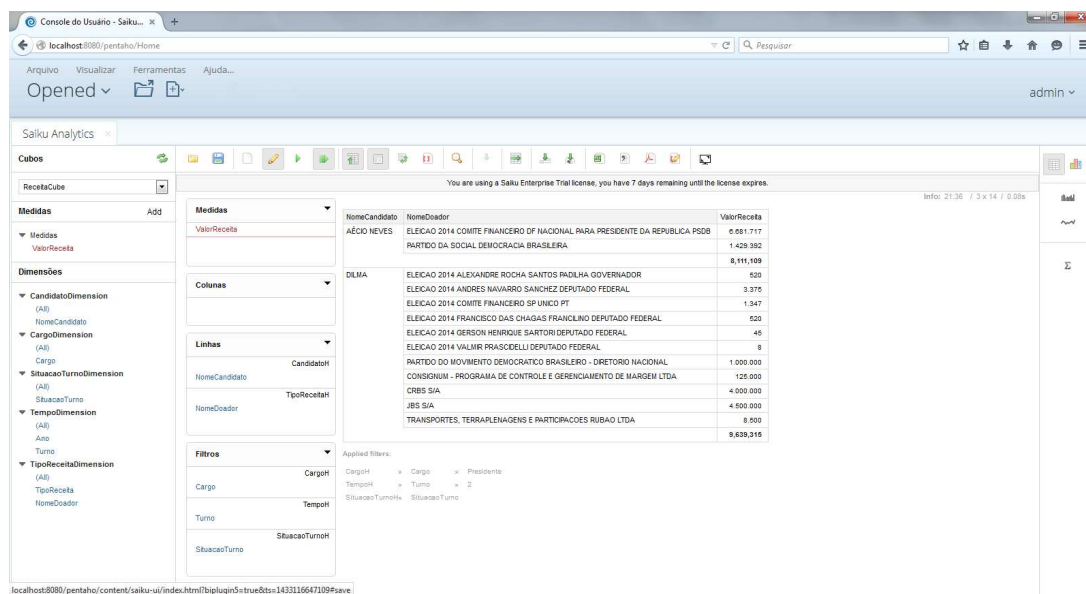 Console do Usuário - Saiku... × +
localhost:8080/pentaho/Home
Pesquisar
Arquivo Visualizar Ferramentas Ajuda...
Opened
admin
Saiku Analytics ×
Cubos
ReceitaCube
You are using a Saiku Enterprise Trial license, you have 7 days remaining until the license expires.
Info: 21:36 / 3 x 14 / 0.08s
Medidas Add
Medidas
ValorReceita
Dimensões
CandidatoDimension
(All)
NomeCandidato
CargoDimension
(All)
Cargo
SituacaoTurnoDimension
(All)
SituacaoTurno
TempoDimension
(All)
Ano
Turno
TipoReceitaDimension
(All)
TipoReceita
NomeDoador
Medidas
ValorReceita
Colunas
Linhas
CandidatoH
NomeCandidato
TipoReceitaH
NomeDoador
Filtros
CargoH
Cargo
TempoH
Turno
SituacaoTurnoH
SituacaoTurno
NomeCandidato NomeDoador ValorReceita
AÉCIO NEVES ELEICAO 2014 COMITE FINANCEIRO DF NACIONAL PARA PRESIDENTE DA REPUBLICA PSDB 6.681.717
PARTIDO DA SOCIAL DEMOCRACIA BRASILEIRA 1.429.392
8,111,109
DILMA ELEICAO 2014 ALEXANDRE ROCHA SANTOS PADILHA GOVERNADOR 520
ELEICAO 2014 ANDRES NAVARRO SANCHEZ DEPUTADO FEDERAL 3.375
ELEICAO 2014 COMITE FINANCEIRO SP UNICO PT 1.347
ELEICAO 2014 FRANCISCO DAS CHAGAS FRANCILINO DEPUTADO FEDERAL 520
ELEICAO 2014 GERSON HENRIQUE SARTORI DEPUTADO FEDERAL 45
ELEICAO 2014 VALMIR PRASCIDELLI DEPUTADO FEDERAL 8
PARTIDO DO MOVIMENTO DEMOCRATICO BRASILEIRO - DIRETORIO NACIONAL 1.000.000
CONSIGNUM - PROGRAMA DE CONTROLE E GERENCIAMENTO DE MARGEM LTDA 125.000
CRBS S/A 4.000.000
JBS S/A 4.500.000
TRANSPORTES, TERRAPLENAGENS E PARTICIPACOES RUBAO LTDA 8.500
9,639,315
Applied filters:
CargoH » Cargo » Presidente
TempoH » Turno » 2
SituacaoTurnoH» SituacaoTurno
localhost:8080/pentaho/content/saiku-ui/index.html?biplugin5=true&ts=1433116647109#save